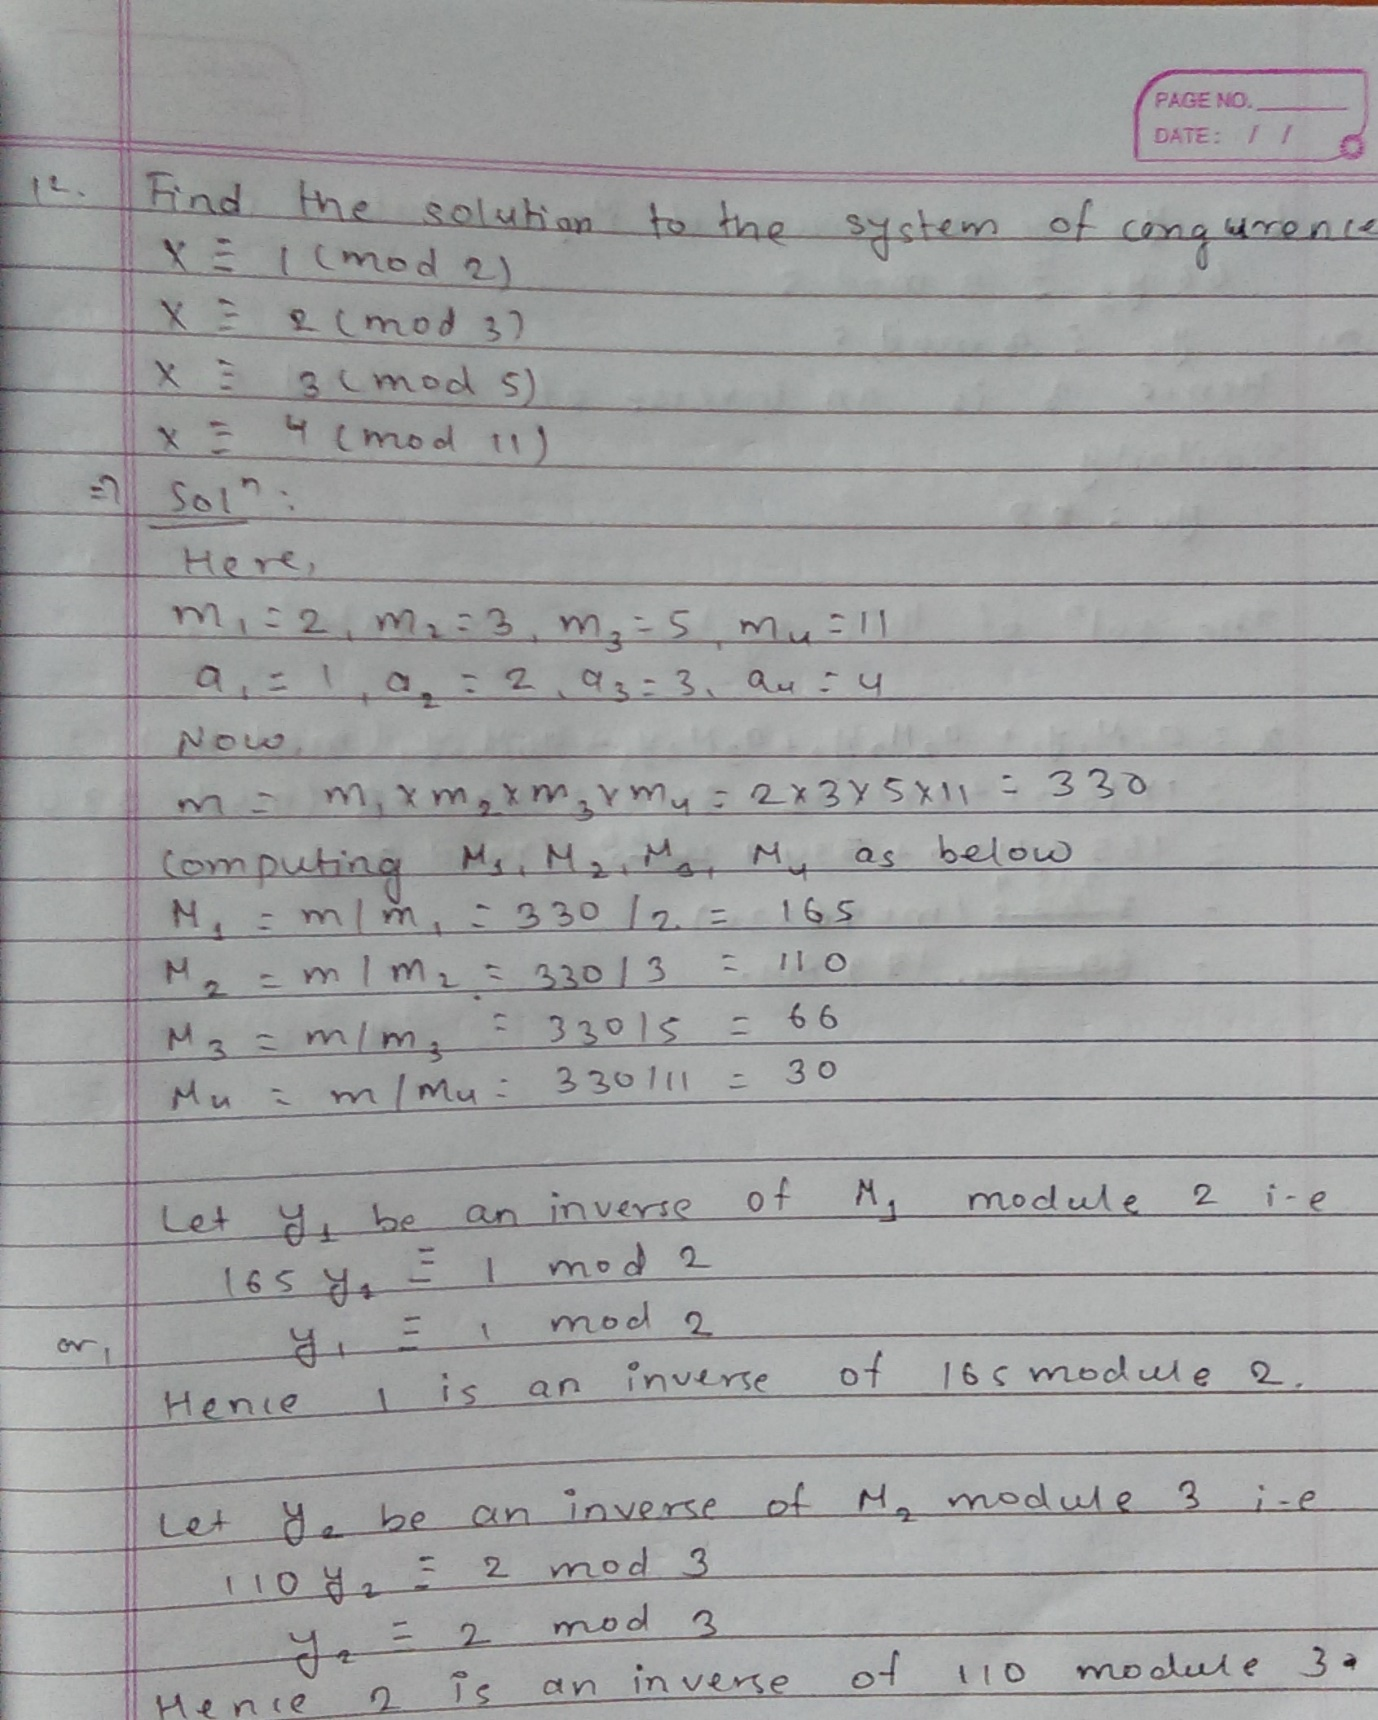 PAGE NO.
DATE: / /
12. Find the solution to the system of congurence
x ≡ 1 (mod 2)
x ≡ 2 (mod 3)
x ≡ 3 (mod 5)
x ≡ 4 (mod 11)
=> Solⁿ:
Here,
m₁ = 2, m₂ = 3, m₃ = 5, m₄ = 11
a₁ = 1, a₂ = 2, a₃ = 3, a₄ = 4
Now,
m = m₁ x m₂ x m₃ x m₄ = 2 x 3 x 5 x 11 = 330
Computing M₁, M₂, M₃, M₄ as below
M₁ = m/m₁ = 330/2 = 165
M₂ = m/m₂ = 330/3 = 110
M₃ = m/m₃ = 330/5 = 66
M₄ = m/m₄ = 330/11 = 30
Let y₁ be an inverse of M₁ module 2 i-e
165 y₁ ≡ 1 mod 2
or, y₁ ≡ 1 mod 2
Hence 1 is an inverse of 165 module 2.
Let y₂ be an inverse of M₂ module 3 i-e
110 y₂ ≡ 2 mod 3
y₂ ≡ 2 mod 3
Hence 2 is an inverse of 110 module 3.